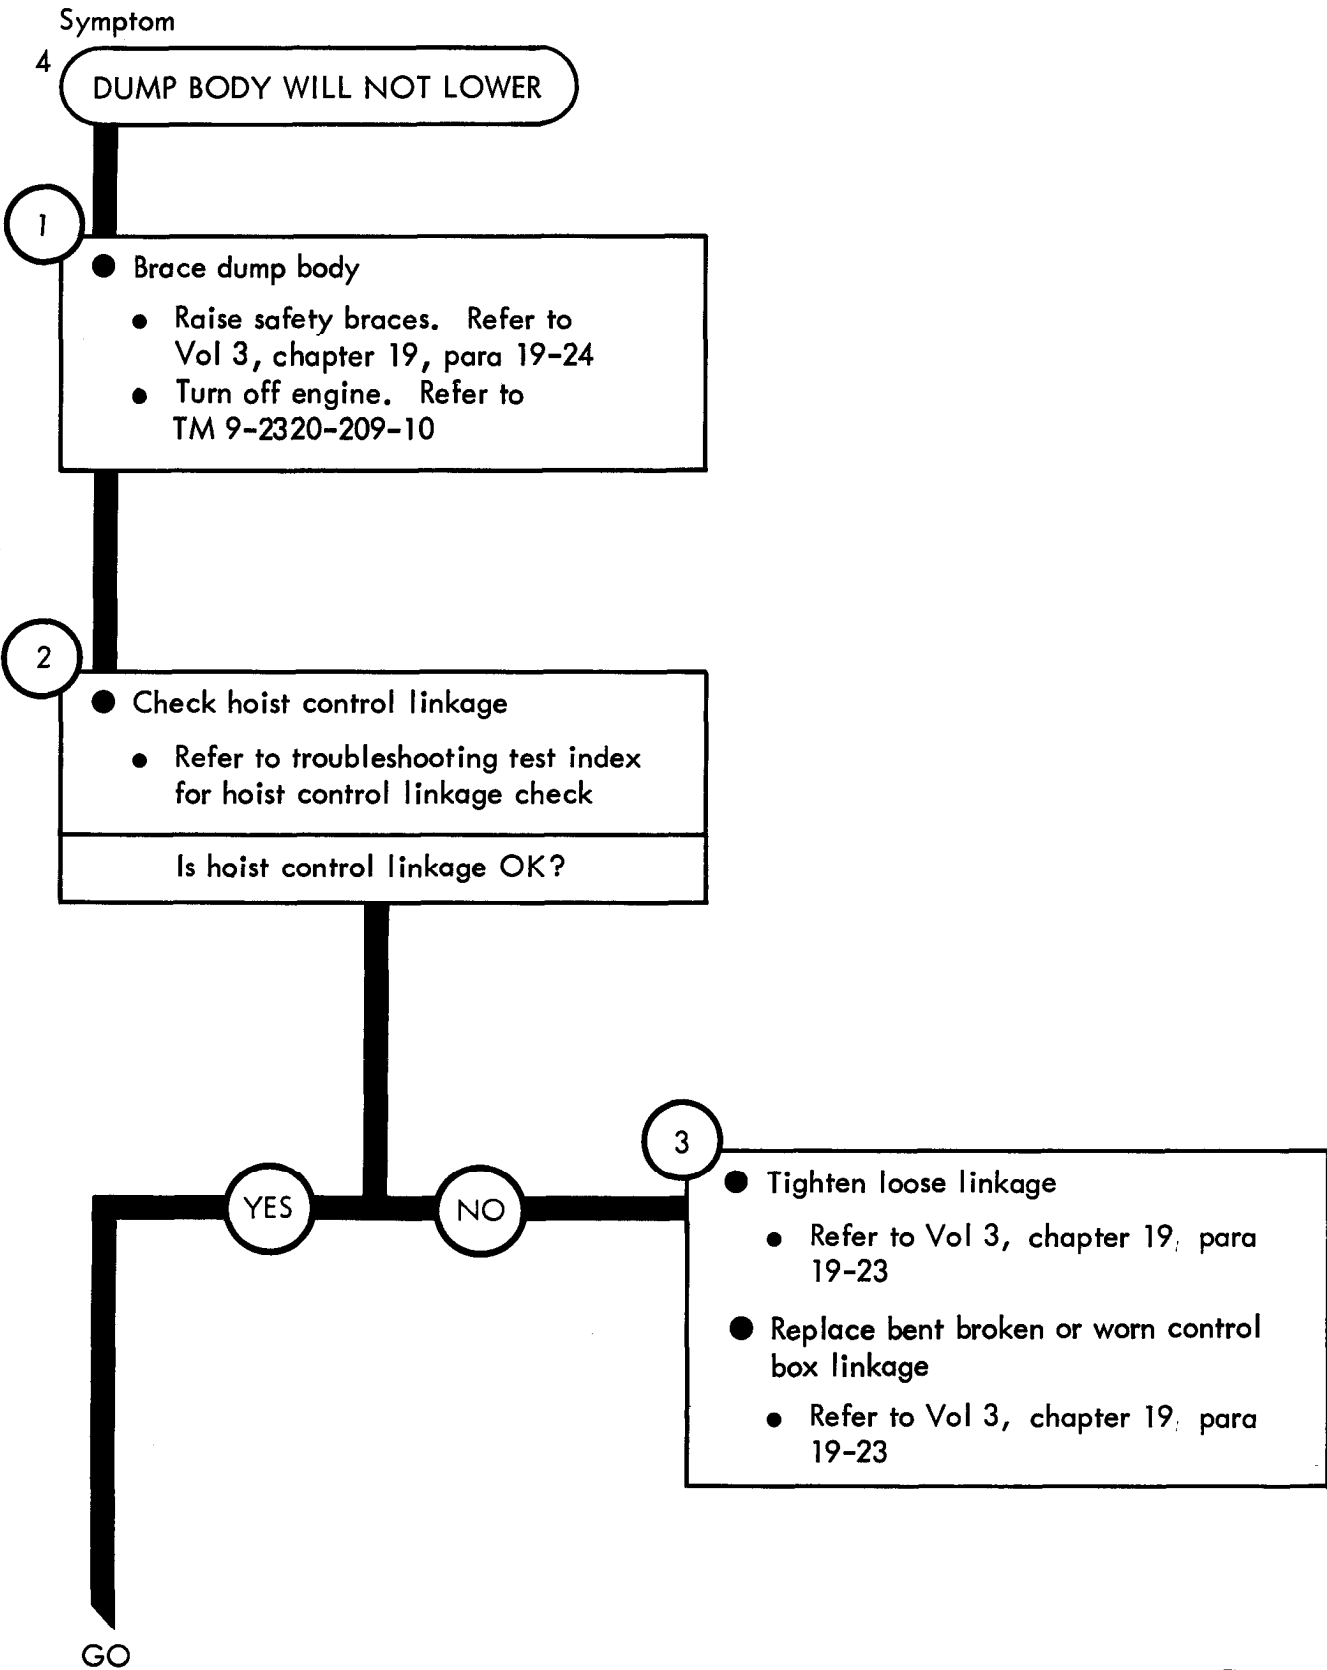 Symptom
4
DUMP BODY WILL NOT LOWER
1
● Brace dump body
● Raise safety braces. Refer to
Vol 3, chapter 19, para 19-24
● Turn off engine. Refer to
TM 9-2320-209-10
2
● Check hoist control linkage
● Refer to troubleshooting test index
for hoist control linkage check
Is hoist control linkage OK?
YES
NO
3
● Tighten loose linkage
● Refer to Vol 3, chapter 19, para
19-23
● Replace bent broken or worn control
box linkage
● Refer to Vol 3, chapter 19, para
19-23
GO